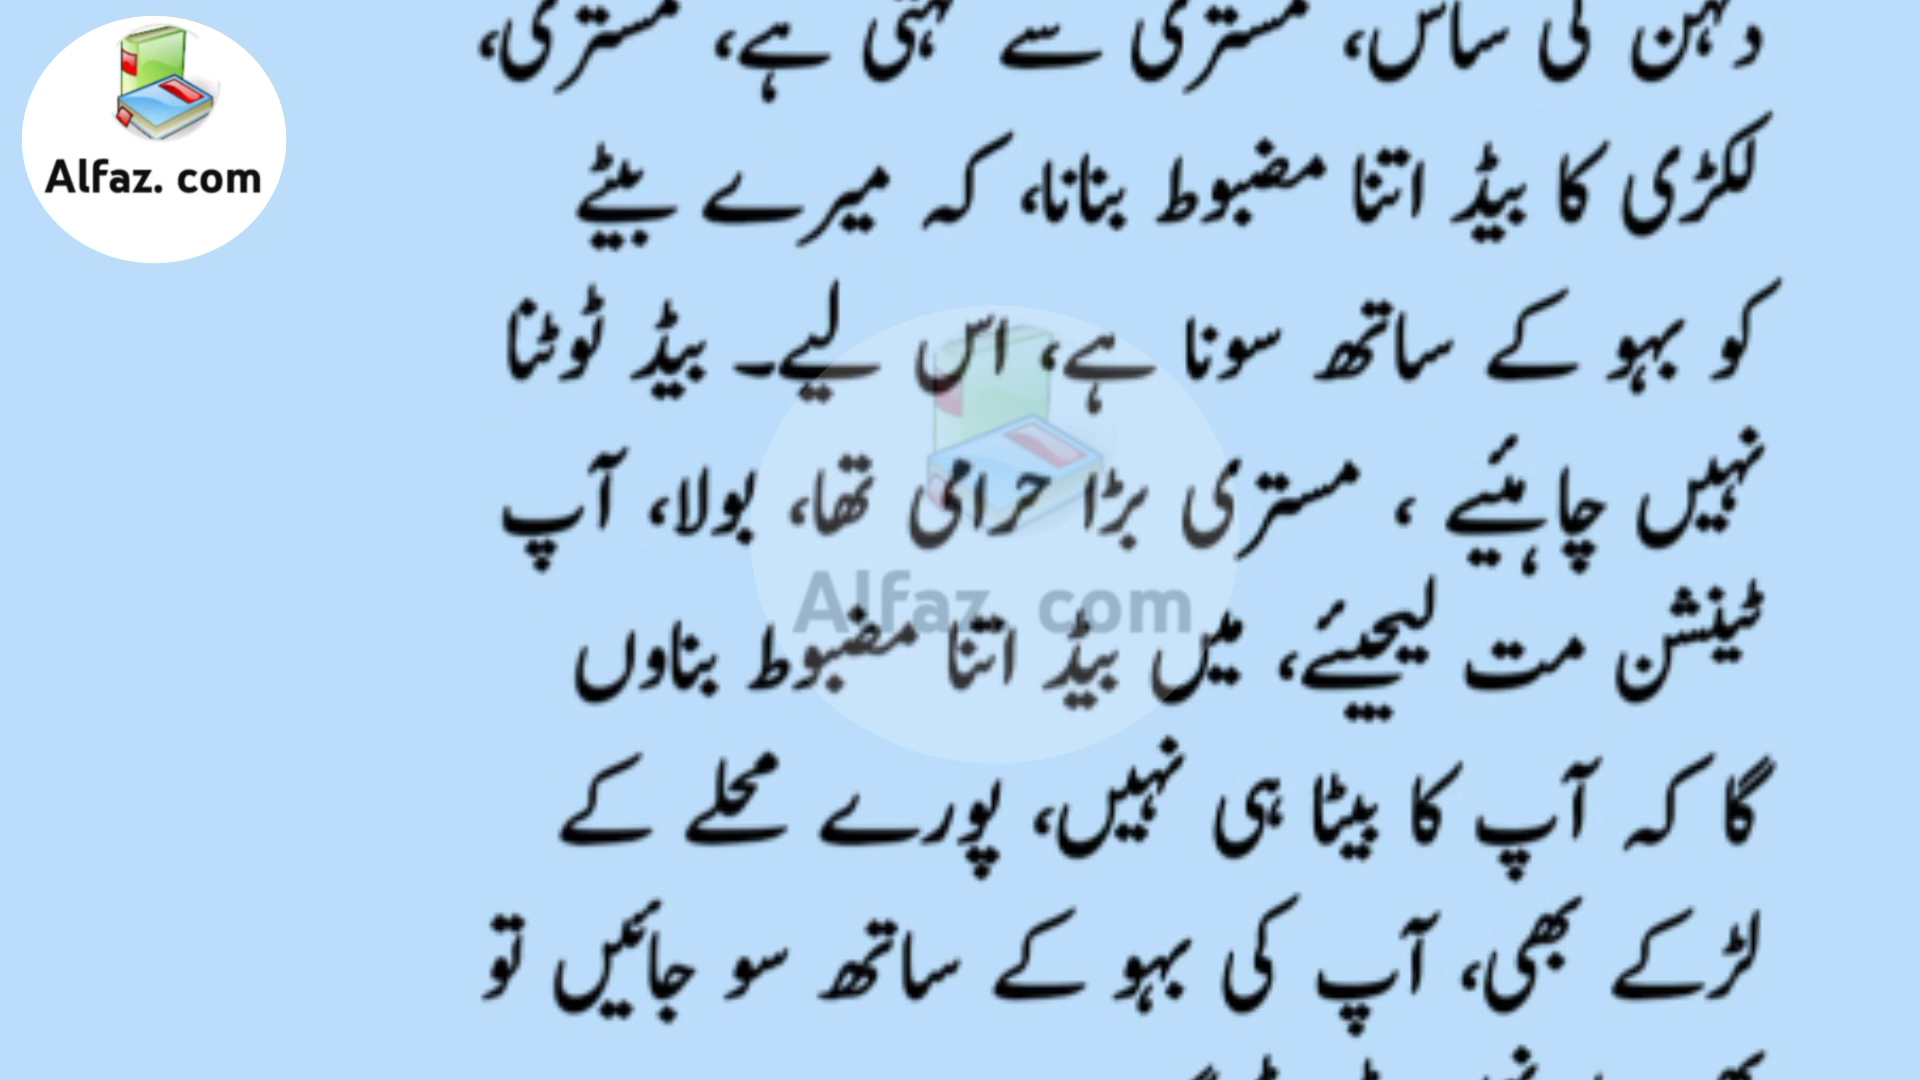 Alfaz. com
دلہن کی ساس، مستری سے کہتی ہے، مستری،
لکڑی کا بیڈ اتنا مضبوط بنانا، کہ میرے بیٹے
کو بہو کے ساتھ سونا ہے، اس لیے۔ بیڈ ٹوٹنا
نہیں چاہئیے ، مستری بڑا حرامی تھا، بولا، آپ
Alfaz. com
ٹینشن مت لیجیئے، میں بیڈ اتنا مضبوط بناوں
گا کہ آپ کا بیٹا ہی نہیں، پورے محلے کے
لڑکے بھی، آپ کی بہو کے ساتھ سو جائیں تو